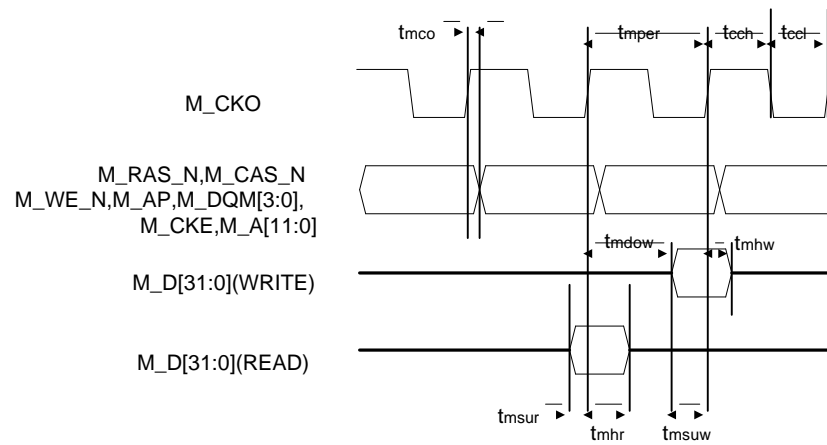 tmco
tmper
tcch
tccl
M_CKO
M_RAS_N,M_CAS_N
M_WE_N,M_AP,M_DQM[3:0],
M_CKE,M_A[11:0]
tmdow
tmhw
M_D[31:0](WRITE)
M_D[31:0](READ)
tmsur
tmhr
tmsuw